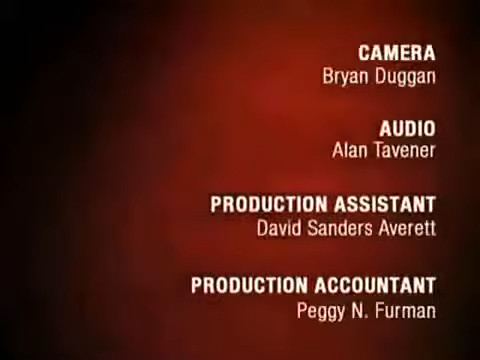 CAMERA
Bryan Duggan
AUDIO
Alan Tavener
PRODUCTION ASSISTANT
David Sanders Averett
PRODUCTION ACCOUNTANT
Peggy N. Furman